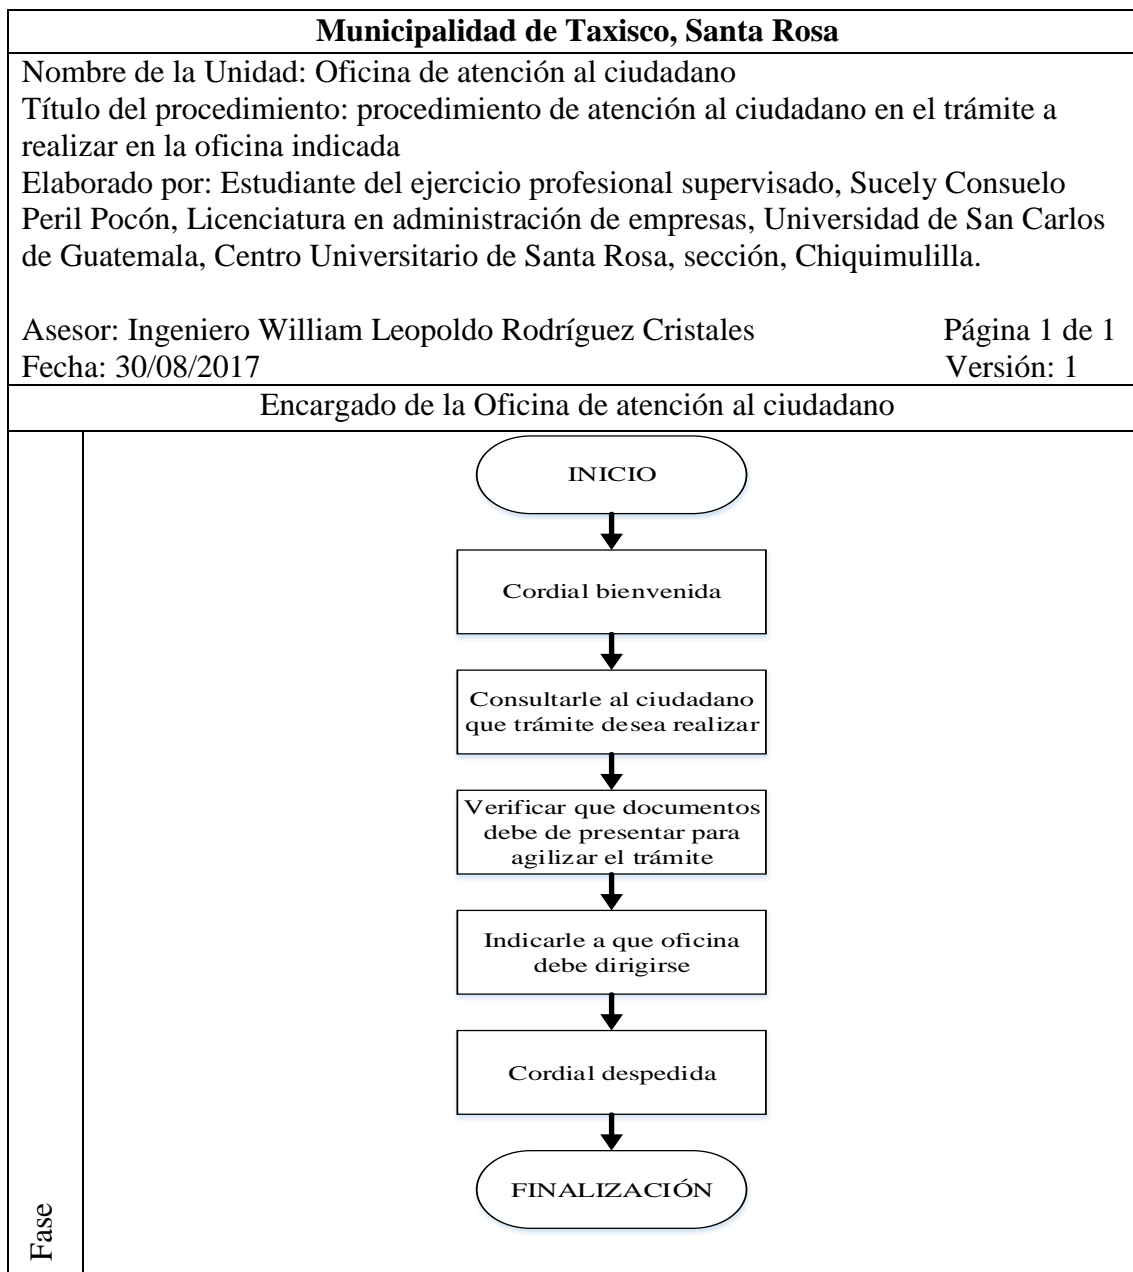 Municipalidad de Taxisco, Santa Rosa
Nombre de la Unidad: Oficina de atención al ciudadano
Título del procedimiento: procedimiento de atención al ciudadano en el trámite a
realizar en la oficina indicada
Elaborado por: Estudiante del ejercicio profesional supervisado, Sucely Consuelo
Peril Pocón, Licenciatura en administración de empresas, Universidad de San Carlos
de Guatemala, Centro Universitario de Santa Rosa, sección, Chiquimulilla.
Asesor: Ingeniero William Leopoldo Rodríguez Cristales Página 1 de 1
Fecha: 30/08/2017 Versión: 1
Encargado de la Oficina de atención al ciudadano
INICIO
Cordial bienvenida
Consultarle al ciudadano
que trámite desea realizar
Verificar que documentos
debe de presentar para
agilizar el trámite
Indicarle a que oficina
debe dirigirse
Cordial despedida
FINALIZACIÓN
Fase